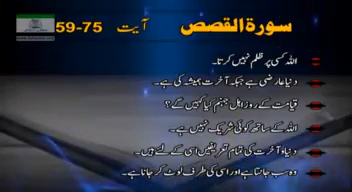 سورۃ القصص آیت 59-75
اللہ کسی پر ظلم نہیں کرتا۔
دنیا عارضی ہے جبکہ آخرت ہمیشہ کی ہے۔
قیامت کے روز اہل جہنم کیا کہیں گے؟
اللہ کے ساتھ کوئی شریک نہیں ہے۔
دنیا و آخرت کی تمام تعریفیں اسی کے لئے ہیں۔
وہ سب جانتا ہے اور اسی کی طرف لوٹ کر جانا ہے۔